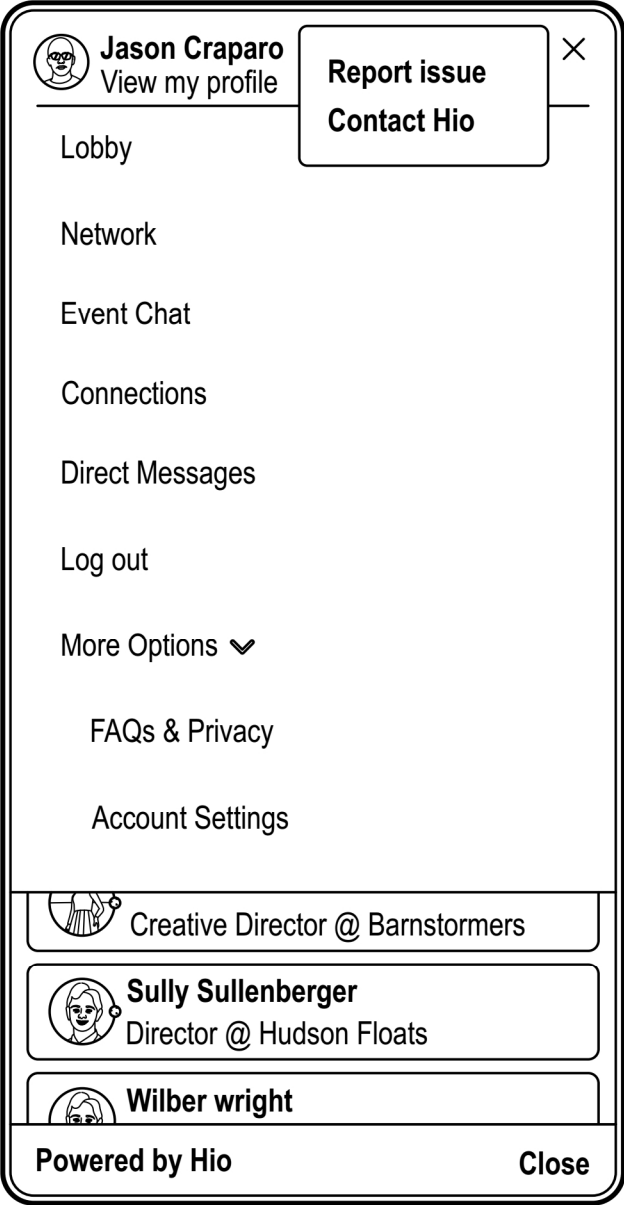 Jason Craparo
View my profile
Report issue
Contact Hio
Lobby
Network
Event Chat
Connections
Direct Messages
Log out
More Options
FAQs & Privacy
Account Settings
Creative Director @ Barnstormers
Sully Sullenberger
Director @ Hudson Floats
Wilber wright
Powered by Hio
Close